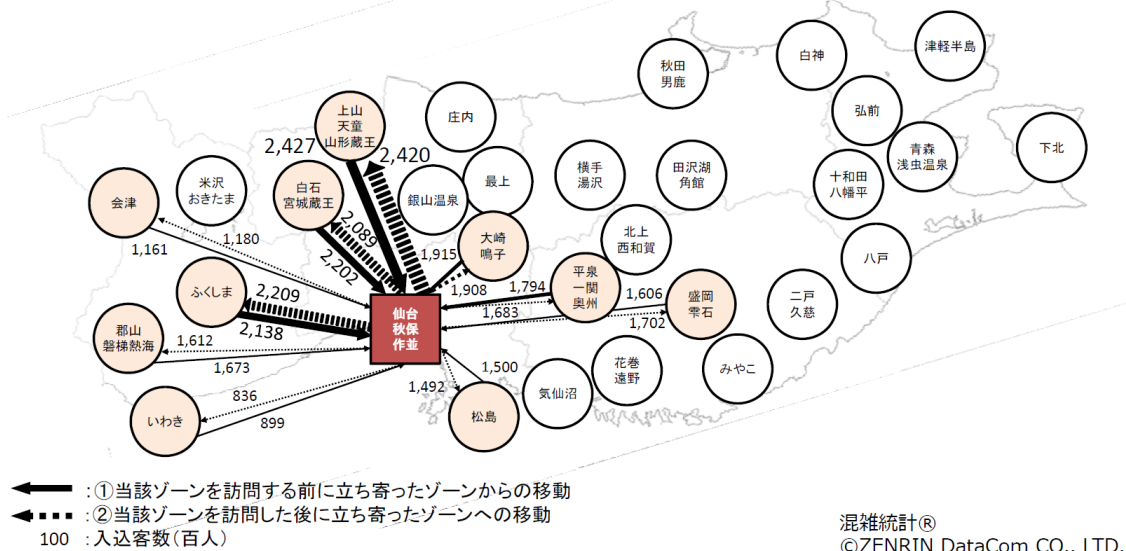 津軽半島
白神
秋田
男鹿
弘前
上山
天童
山形蔵王
庄内
青森
浅虫温泉
下北
2,427
2,420
横手
湯沢
田沢湖
角館
十和田
八幡平
米沢
おきたま
白石
宮城蔵王
銀山温泉
最上
会津
2,089
2,202
大崎
鳴子
北上
西和賀
1,180
1,161
1,915
1,908
八戸
ふくしま
2,209
2,138
仙台
秋保
作並
1,794
1,683
平泉
一関
奥州
1,606
1,702
盛岡
雫石
二戸
久慈
郡山
磐梯熱海
1,612
1,673
1,500
1,492
花巻
遠野
みやこ
気仙沼
836
899
いわき
松島
:①当該ゾーンを訪問する前に立ち寄ったゾーンからの移動
:②当該ゾーンを訪問した後に立ち寄ったゾーンへの移動
100 :入込客数(百人)
混雑統計®
©ZENRIN DataCom CO., LTD.